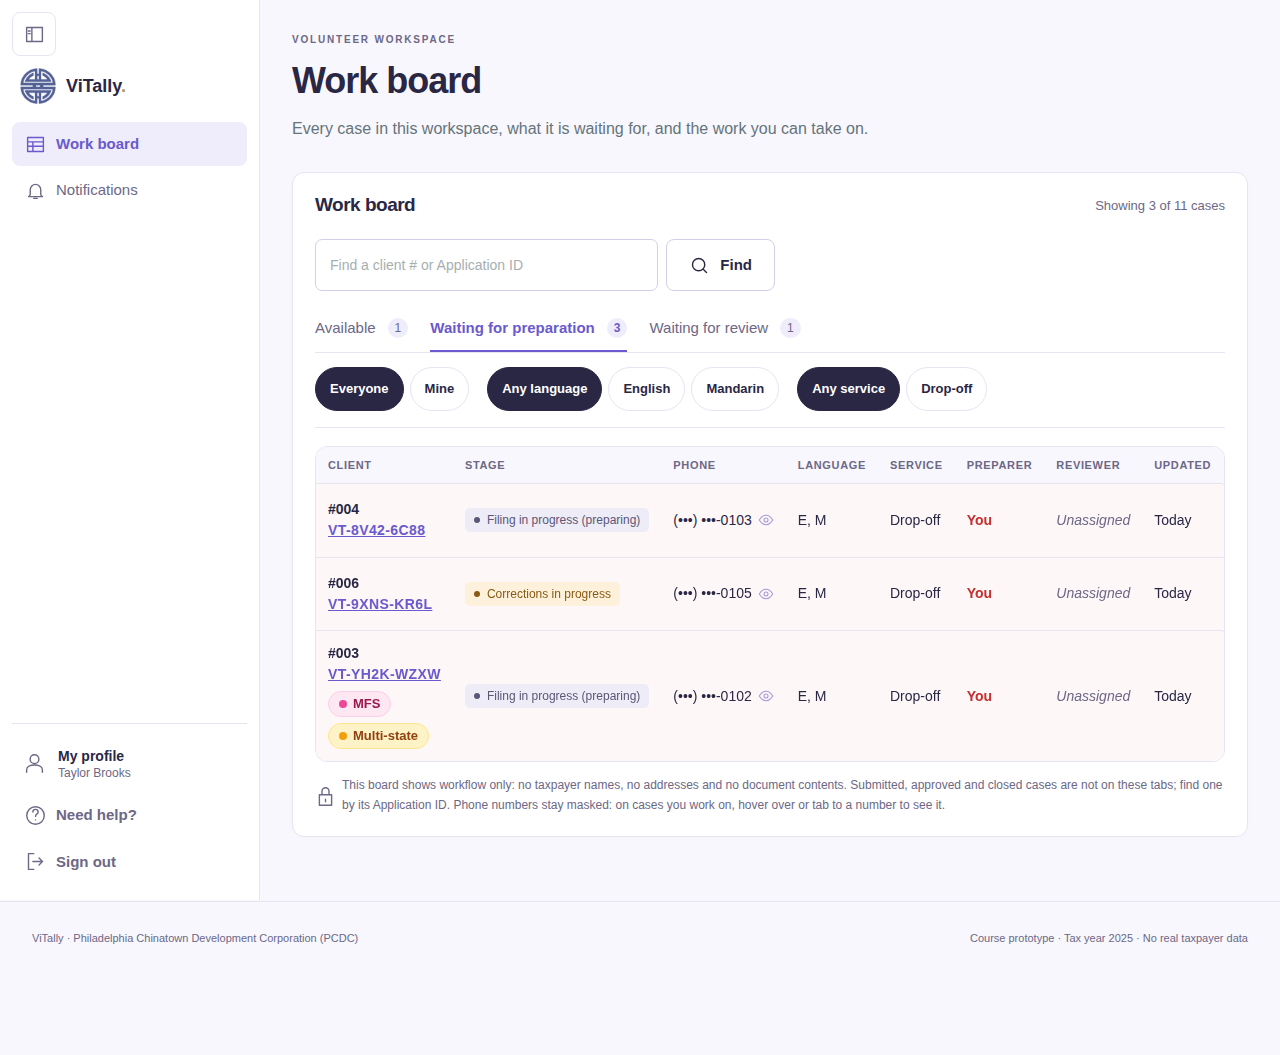 ViTally.
Work board
Notifications
My profile
Taylor Brooks
Need help?
Sign out
VOLUNTEER WORKSPACE
Work board
Every case in this workspace, what it is waiting for, and the work you can take on.
Work board
Showing 3 of 11 cases
Find a client # or Application ID
Find
Available 1 Waiting for preparation 3 Waiting for review 1
Everyone Mine Any language English Mandarin Any service Drop-off
CLIENT STAGE PHONE LANGUAGE SERVICE PREPARER REVIEWER UPDATED
#004
VT-8V42-6C88
Filing in progress (preparing) (•••) •••-0103 E, M Drop-off You Unassigned Today
#006
VT-9XNS-KR6L
Corrections in progress (•••) •••-0105 E, M Drop-off You Unassigned Today
#003
VT-YH2K-WZXW
MFS
Multi-state
Filing in progress (preparing) (•••) •••-0102 E, M Drop-off You Unassigned Today
This board shows workflow only: no taxpayer names, no addresses and no document contents. Submitted, approved and closed cases are not on these tabs; find one
by its Application ID. Phone numbers stay masked: on cases you work on, hover over or tab to a number to see it.
ViTally · Philadelphia Chinatown Development Corporation (PCDC)
Course prototype · Tax year 2025 · No real taxpayer data